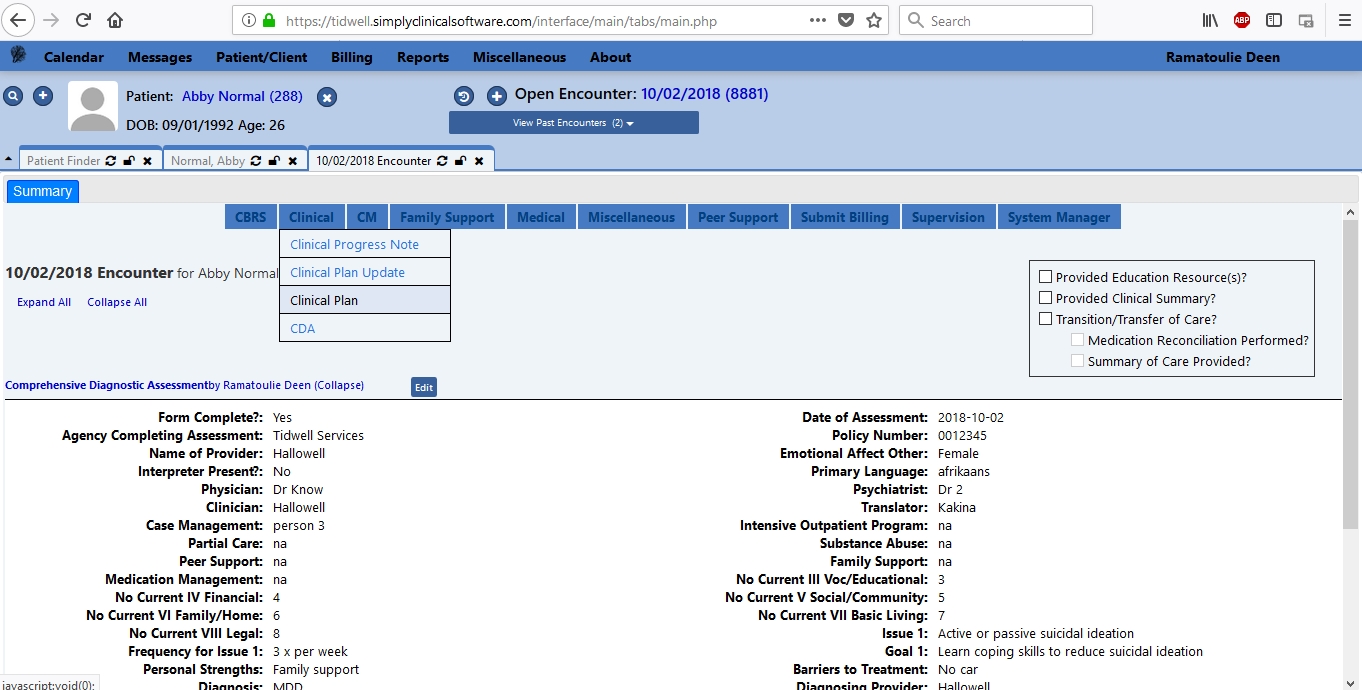 https://tidwell.simplyclinicalsoftware.com/interface/main/tabs/main.php
Search
ABP
Calendar Messages Patient/Client Billing Reports Miscellaneous About Ramatoulie Deen
Patient: Abby Normal (288)
DOB: 09/01/1992 Age: 26
Open Encounter: 10/02/2018 (8881)
View Past Encounters (2)
Patient Finder Normal, Abby 10/02/2018 Encounter
Summary
CBRS Clinical CM Family Support Medical Miscellaneous Peer Support Submit Billing Supervision System Manager
Clinical Progress Note
Clinical Plan Update
Clinical Plan
CDA
10/02/2018 Encounter for Abby Normal
Expand All Collapse All
Provided Education Resource(s)?
Provided Clinical Summary?
Transition/Transfer of Care?
Medication Reconciliation Performed?
Summary of Care Provided?
Comprehensive Diagnostic Assessmentby Ramatoulie Deen (Collapse) Edit
Form Complete?: Yes Date of Assessment: 2018-10-02
Agency Completing Assessment: Tidwell Services Policy Number: 0012345
Name of Provider: Hallowell Emotional Affect Other: Female
Interpreter Present?: No Primary Language: afrikaans
Physician: Dr Know Psychiatrist: Dr 2
Clinician: Hallowell Translator: Kakina
Case Management: person 3 Intensive Outpatient Program: na
Partial Care: na Substance Abuse: na
Peer Support: na Family Support: na
Medication Management: na No Current III Voc/Educational: 3
No Current IV Financial: 4 No Current V Social/Community: 5
No Current VI Family/Home: 6 No Current VII Basic Living: 7
No Current VIII Legal: 8 Issue 1: Active or passive suicidal ideation
Frequency for Issue 1: 3 x per week Goal 1: Learn coping skills to reduce suicidal ideation
Personal Strengths: Family support Barriers to Treatment: No car
Diagnosis: MDD Diagnosing Provider: Hallowell
javascript:void(0);